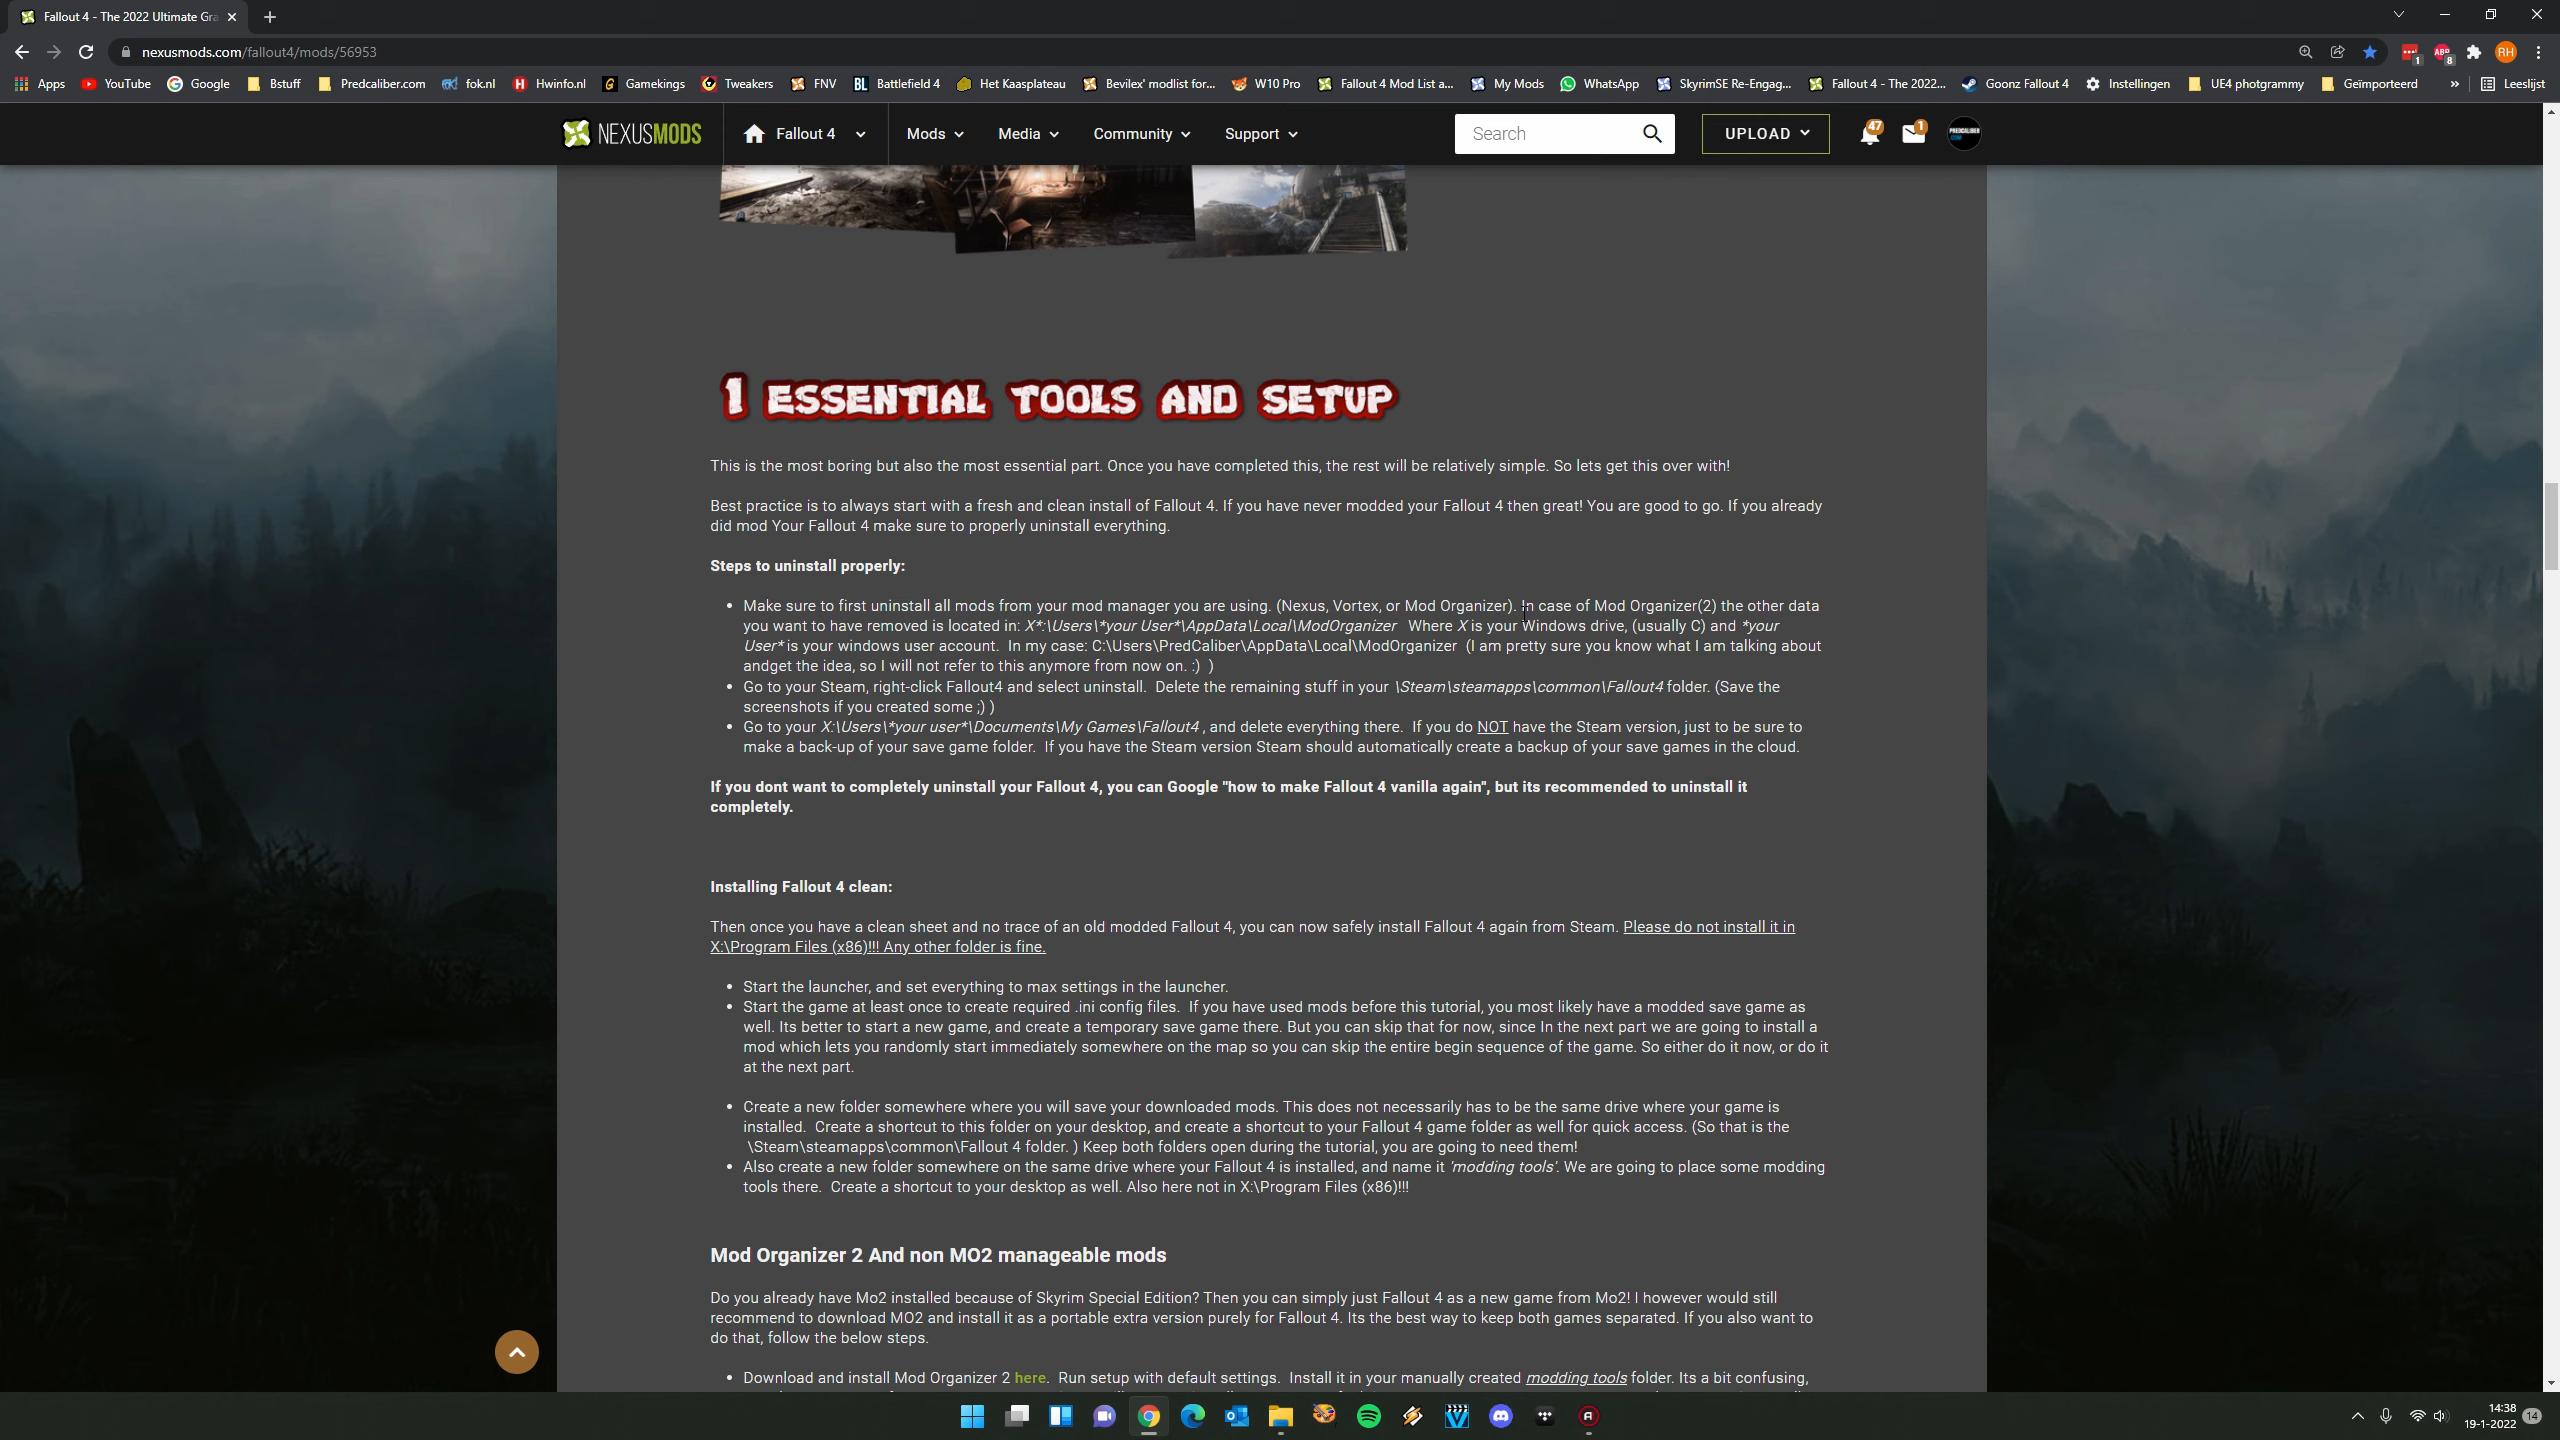 Fallout 4 - The 2022 Ultimate Gra
nexusmods.com/fallout4/mods/56953
1
ABP
8
RH
Apps
YouTube
Google
Bstuff
Predcaliber.com
fok.nl
Hwinfo.nl
Gamekings
Tweakers
FNV
BL Battlefield 4
Het Kaasplateau
Bevilex' modlist for...
W10 Pro
Fallout 4 Mod List a...
My Mods
WhatsApp
SkyrimSE Re-Engag...
Fallout 4 - The 2022...
Goonz Fallout 4
Instellingen
UE4 photgrammy
Geïmporteerd
»
Leeslijst
NEXUSMODS
Fallout 4
Mods
Media
Community
Support
Search
UPLOAD
47
1
PREDCALIBER
.COM
1 ESSENTIAL TOOLS AND SETUP
This is the most boring but also the most essential part. Once you have completed this, the rest will be relatively simple. So lets get this over with!
Best practice is to always start with a fresh and clean install of Fallout 4. If you have never modded your Fallout 4 then great! You are good to go. If you already
did mod Your Fallout 4 make sure to properly uninstall everything.
Steps to uninstall properly:
• Make sure to first uninstall all mods from your mod manager you are using. (Nexus, Vortex, or Mod Organizer). In case of Mod Organizer(2) the other data
you want to have removed is located in: X*:\Users\*your User*\AppData\Local\ModOrganizer Where X is your Windows drive, (usually C) and *your
User* is your windows user account. In my case: C:\Users\PredCaliber\AppData\Local\ModOrganizer (I am pretty sure you know what I am talking about
andget the idea, so I will not refer to this anymore from now on. :) )
• Go to your Steam, right-click Fallout4 and select uninstall. Delete the remaining stuff in your \Steam\steamapps\common\Fallout4 folder. (Save the
screenshots if you created some ;) )
• Go to your X:\Users\*your user*\Documents\My Games\Fallout4 , and delete everything there. If you do NOT have the Steam version, just to be sure to
make a back-up of your save game folder. If you have the Steam version Steam should automatically create a backup of your save games in the cloud.
If you dont want to completely uninstall your Fallout 4, you can Google "how to make Fallout 4 vanilla again", but its recommended to uninstall it
completely.
Installing Fallout 4 clean:
Then once you have a clean sheet and no trace of an old modded Fallout 4, you can now safely install Fallout 4 again from Steam. Please do not install it in
X:\Program Files (x86)!!! Any other folder is fine.
• Start the launcher, and set everything to max settings in the launcher.
• Start the game at least once to create required .ini config files. If you have used mods before this tutorial, you most likely have a modded save game as
well. Its better to start a new game, and create a temporary save game there. But you can skip that for now, since In the next part we are going to install a
mod which lets you randomly start immediately somewhere on the map so you can skip the entire begin sequence of the game. So either do it now, or do it
at the next part.
• Create a new folder somewhere where you will save your downloaded mods. This does not necessarily has to be the same drive where your game is
installed. Create a shortcut to this folder on your desktop, and create a shortcut to your Fallout 4 game folder as well for quick access. (So that is the
\Steam\steamapps\common\Fallout 4 folder. ) Keep both folders open during the tutorial, you are going to need them!
• Also create a new folder somewhere on the same drive where your Fallout 4 is installed, and name it 'modding tools'. We are going to place some modding
tools there. Create a shortcut to your desktop as well. Also here not in X:\Program Files (x86)!!!
Mod Organizer 2 And non MO2 manageable mods
Do you already have Mo2 installed because of Skyrim Special Edition? Then you can simply just Fallout 4 as a new game from Mo2! I however would still
recommend to download MO2 and install it as a portable extra version purely for Fallout 4. Its the best way to keep both games separated. If you also want to
do that, follow the below steps.
• Download and install Mod Organizer 2 here. Run setup with default settings. Install it in your manually created modding tools folder. Its a bit confusing,
14:38
19-1-2022
14